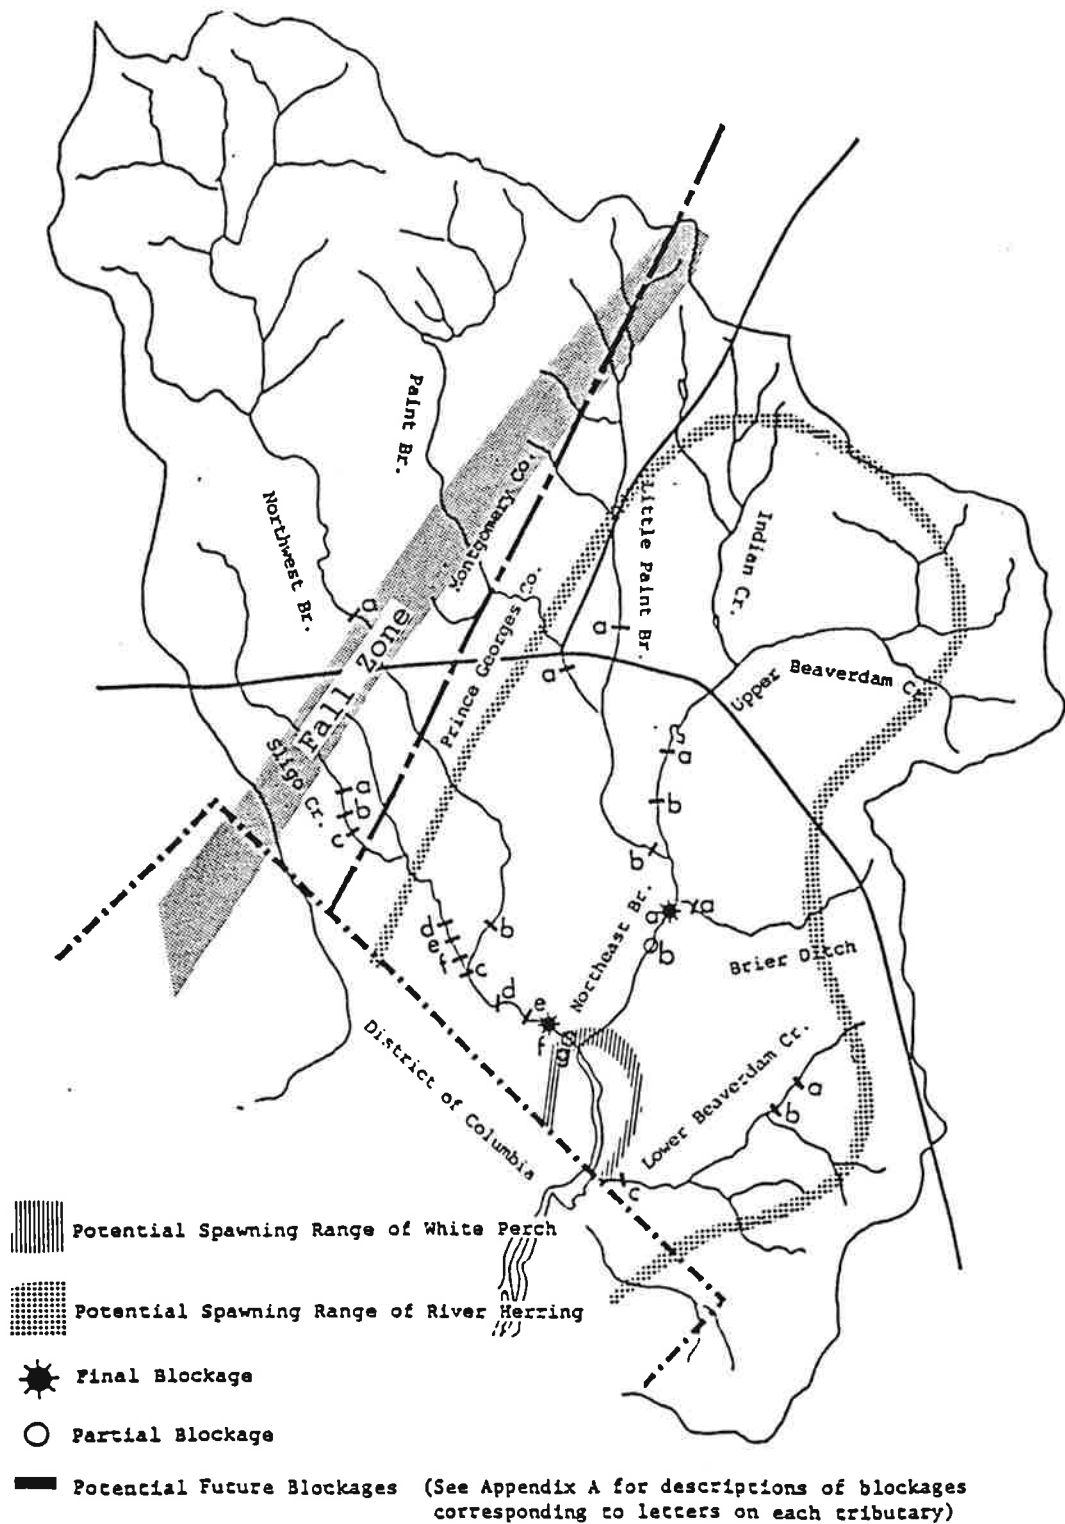 Paint Br.
Northwest Br.
Montgomery Co.
Little Paint Br.
Indian Cr.
a
Fall Zone
a
Prince Georges Co.
a
Upper Beaverdam Cr.
Sligo Cr.
a
b
c
a
b
b
a
a
b
Northeast Br.
Brier Ditch
d
e
f
b
c
d
e
f
g
District of Columbia
Lower Beaverdam Cr.
a
b
c
Potential Spawning Range of White Perch
Potential Spawning Range of River Herring
Final Blockage
Partial Blockage
Potential Future Blockages (See Appendix A for descriptions of blockages
corresponding to letters on each tributary)